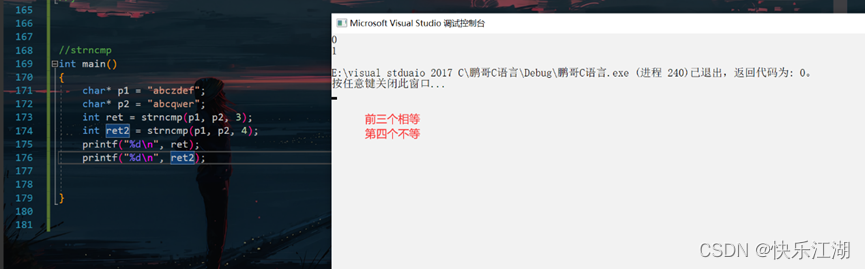 165
166
167
168 //strncmp
169 int main()
170 {
171 char* p1 = "abczdef";
172 char* p2 = "abcqwer";
173 int ret = strncmp(p1, p2, 3);
174 int ret2 = strncmp(p1, p2, 4);
175 printf("%d\n", ret);
176 printf("%d\n", ret2);
177
178
179 }
180
181
Microsoft Visual Studio 调试控制台
0
1
E:\visual stduaio 2017 C\鹏哥C语言\Debug\鹏哥C语言.exe (进程 240)已退出，返回代码为: 0。
按任意键关闭此窗口...
前三个相等
第四个不等
CSDN @快乐江湖